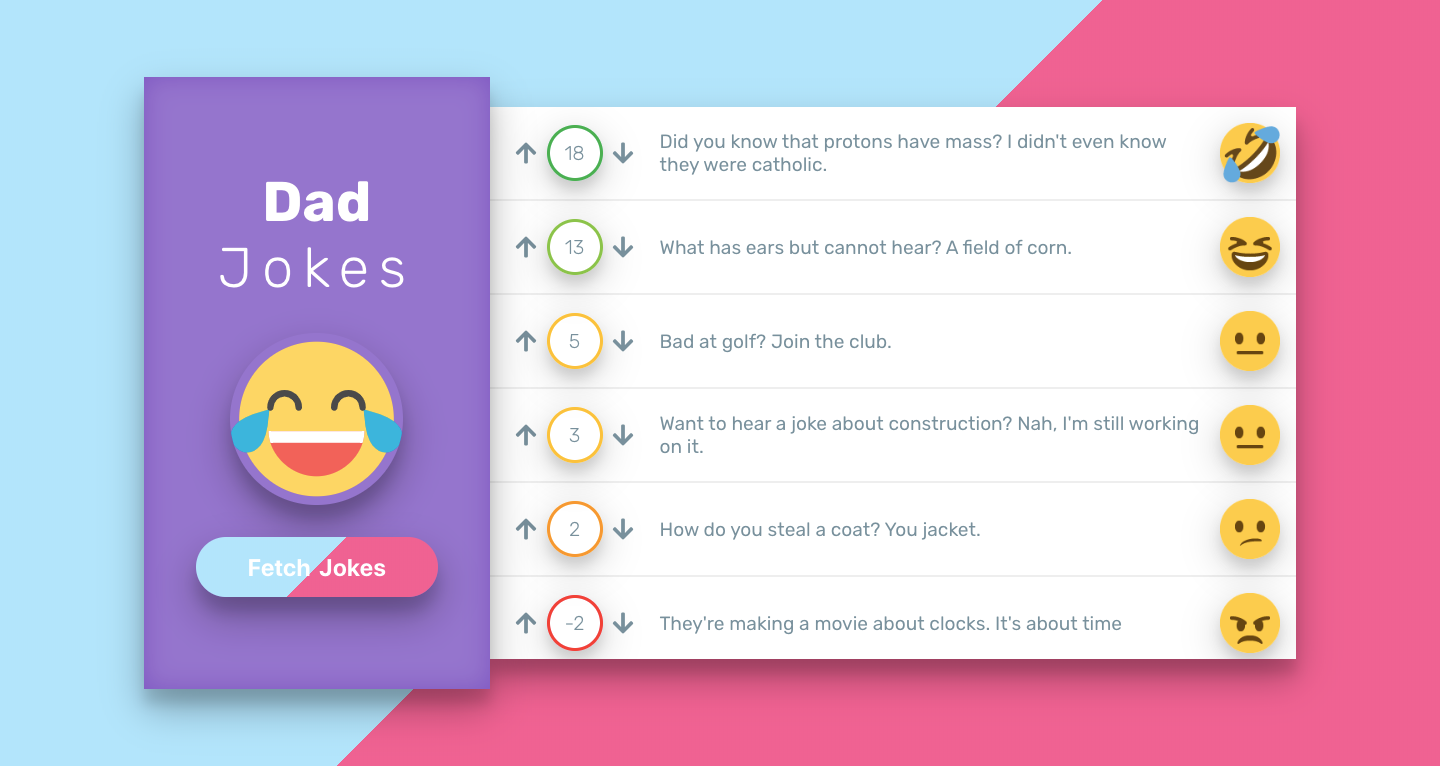 Dad
Jokes
Fetch Jokes
18
Did you know that protons have mass? I didn't even know
they were catholic.
13
What has ears but cannot hear? A field of corn.
5
Bad at golf? Join the club.
3
Want to hear a joke about construction? Nah, I'm still working
on it.
2
How do you steal a coat? You jacket.
-2
They're making a movie about clocks. It's about time